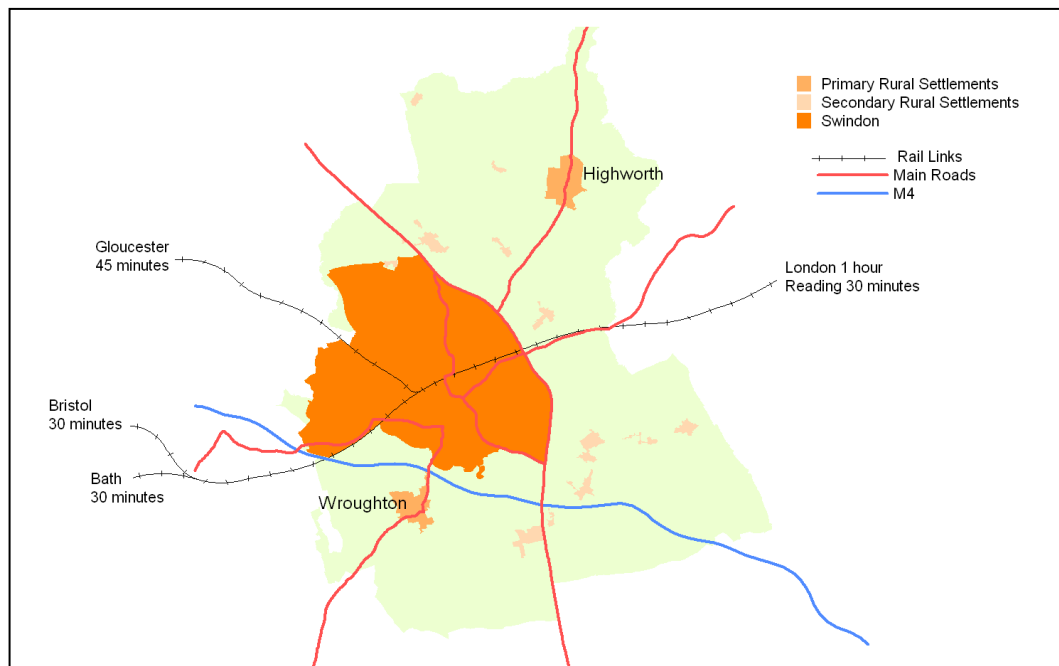 Primary Rural Settlements
Secondary Rural Settlements
Swindon
Rail Links
Main Roads
M4
Highworth
Gloucester
45 minutes
London 1 hour
Reading 30 minutes
Bristol
30 minutes
Bath
30 minutes
Wroughton